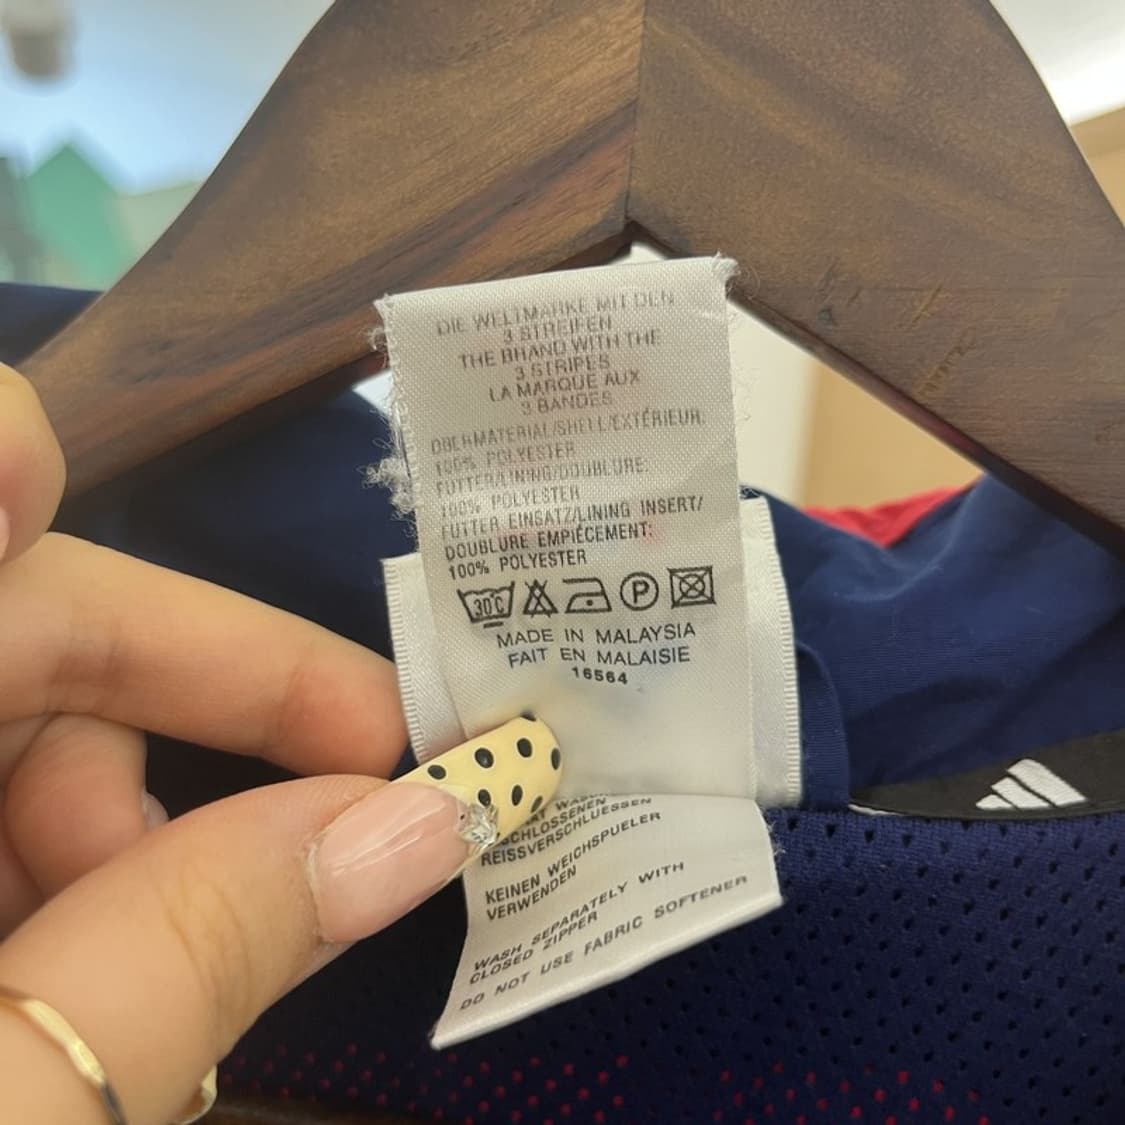 DIE WELTMARKE MIT DEN
3 STREIFEN
THE BRAND WITH THE
3 STRIPES
LA MARQUE AUX
3 BANDES
OBERMATERIAL/SHELL/EXTÉRIEUR:
100% POLYESTER
FUTTER/LINING/DOUBLURE:
100% POLYESTER
FUTTER EINSATZ/LINING INSERT/
DOUBLURE EMPIÈCEMENT:
100% POLYESTER
30°C P
MADE IN MALAYSIA
FAIT EN MALAISIE
16564
REISSVERSCHLUESSEN
KEINEN WEICHSPUELER
VERWENDEN
WASH SEPARATELY WITH
CLOSED ZIPPER
DO NOT USE FABRIC SOFTENER